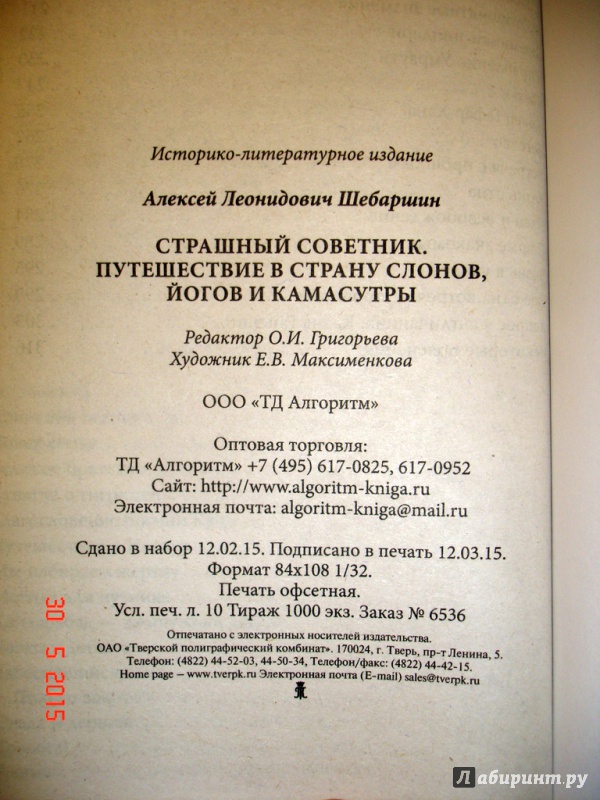 Историко-литературное издание
Алексей Леонидович Шебаршин
СТРАШНЫЙ СОВЕТНИК.
ПУТЕШЕСТВИЕ В СТРАНУ СЛОНОВ,
ЙОГОВ И КАМАСУТРЫ
Редактор О.И. Григорьева
Художник Е.В. Максименкова
ООО «ТД Алгоритм»
Оптовая торговля:
ТД «Алгоритм» +7 (495) 617-0825, 617-0952
Сайт: http://www.algoritm-kniga.ru
Электронная почта: algoritm-kniga@mail.ru
Сдано в набор 12.02.15. Подписано в печать 12.03.15.
Формат 84x108 1/32.
Печать офсетная.
Усл. печ. л. 10 Тираж 1000 экз. Заказ № 6536
Отпечатано с электронных носителей издательства.
ОАО «Тверской полиграфический комбинат». 170024, г. Тверь, пр-т Ленина, 5.
Телефон: (4822) 44-52-03, 44-50-34, Телефон/факс: (4822) 44-42-15.
Home page – www.tverpk.ru Электронная почта (E-mail) sales@tverpk.ru
30 5 2015
Лабиринт.ру